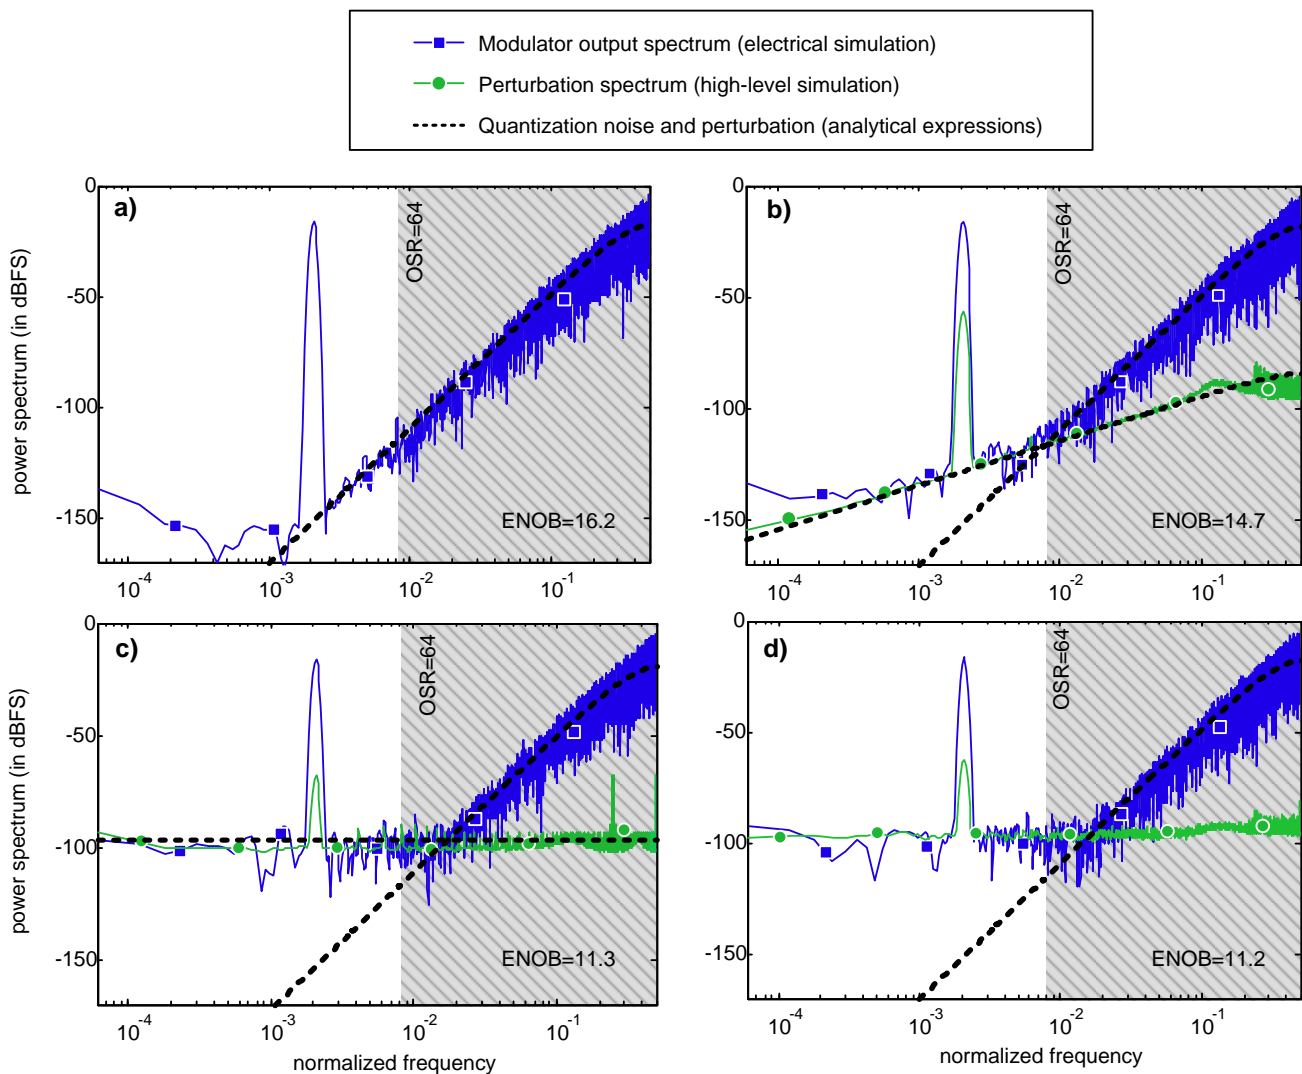 Modulator output spectrum (electrical simulation)
Perturbation spectrum (high-level simulation)
Quantization noise and perturbation (analytical expressions)
a)
OSR=64
ENOB=16.2
power spectrum (in dBFS)
0
-50
-100
-150
10^-4
10^-3
10^-2
10^-1
b)
OSR=64
ENOB=14.7
0
-50
-100
-150
10^-4
10^-3
10^-2
10^-1
c)
OSR=64
ENOB=11.3
power spectrum (in dBFS)
0
-50
-100
-150
10^-4
10^-3
10^-2
10^-1
normalized frequency
d)
OSR=64
ENOB=11.2
0
-50
-100
-150
10^-4
10^-3
10^-2
10^-1
normalized frequency